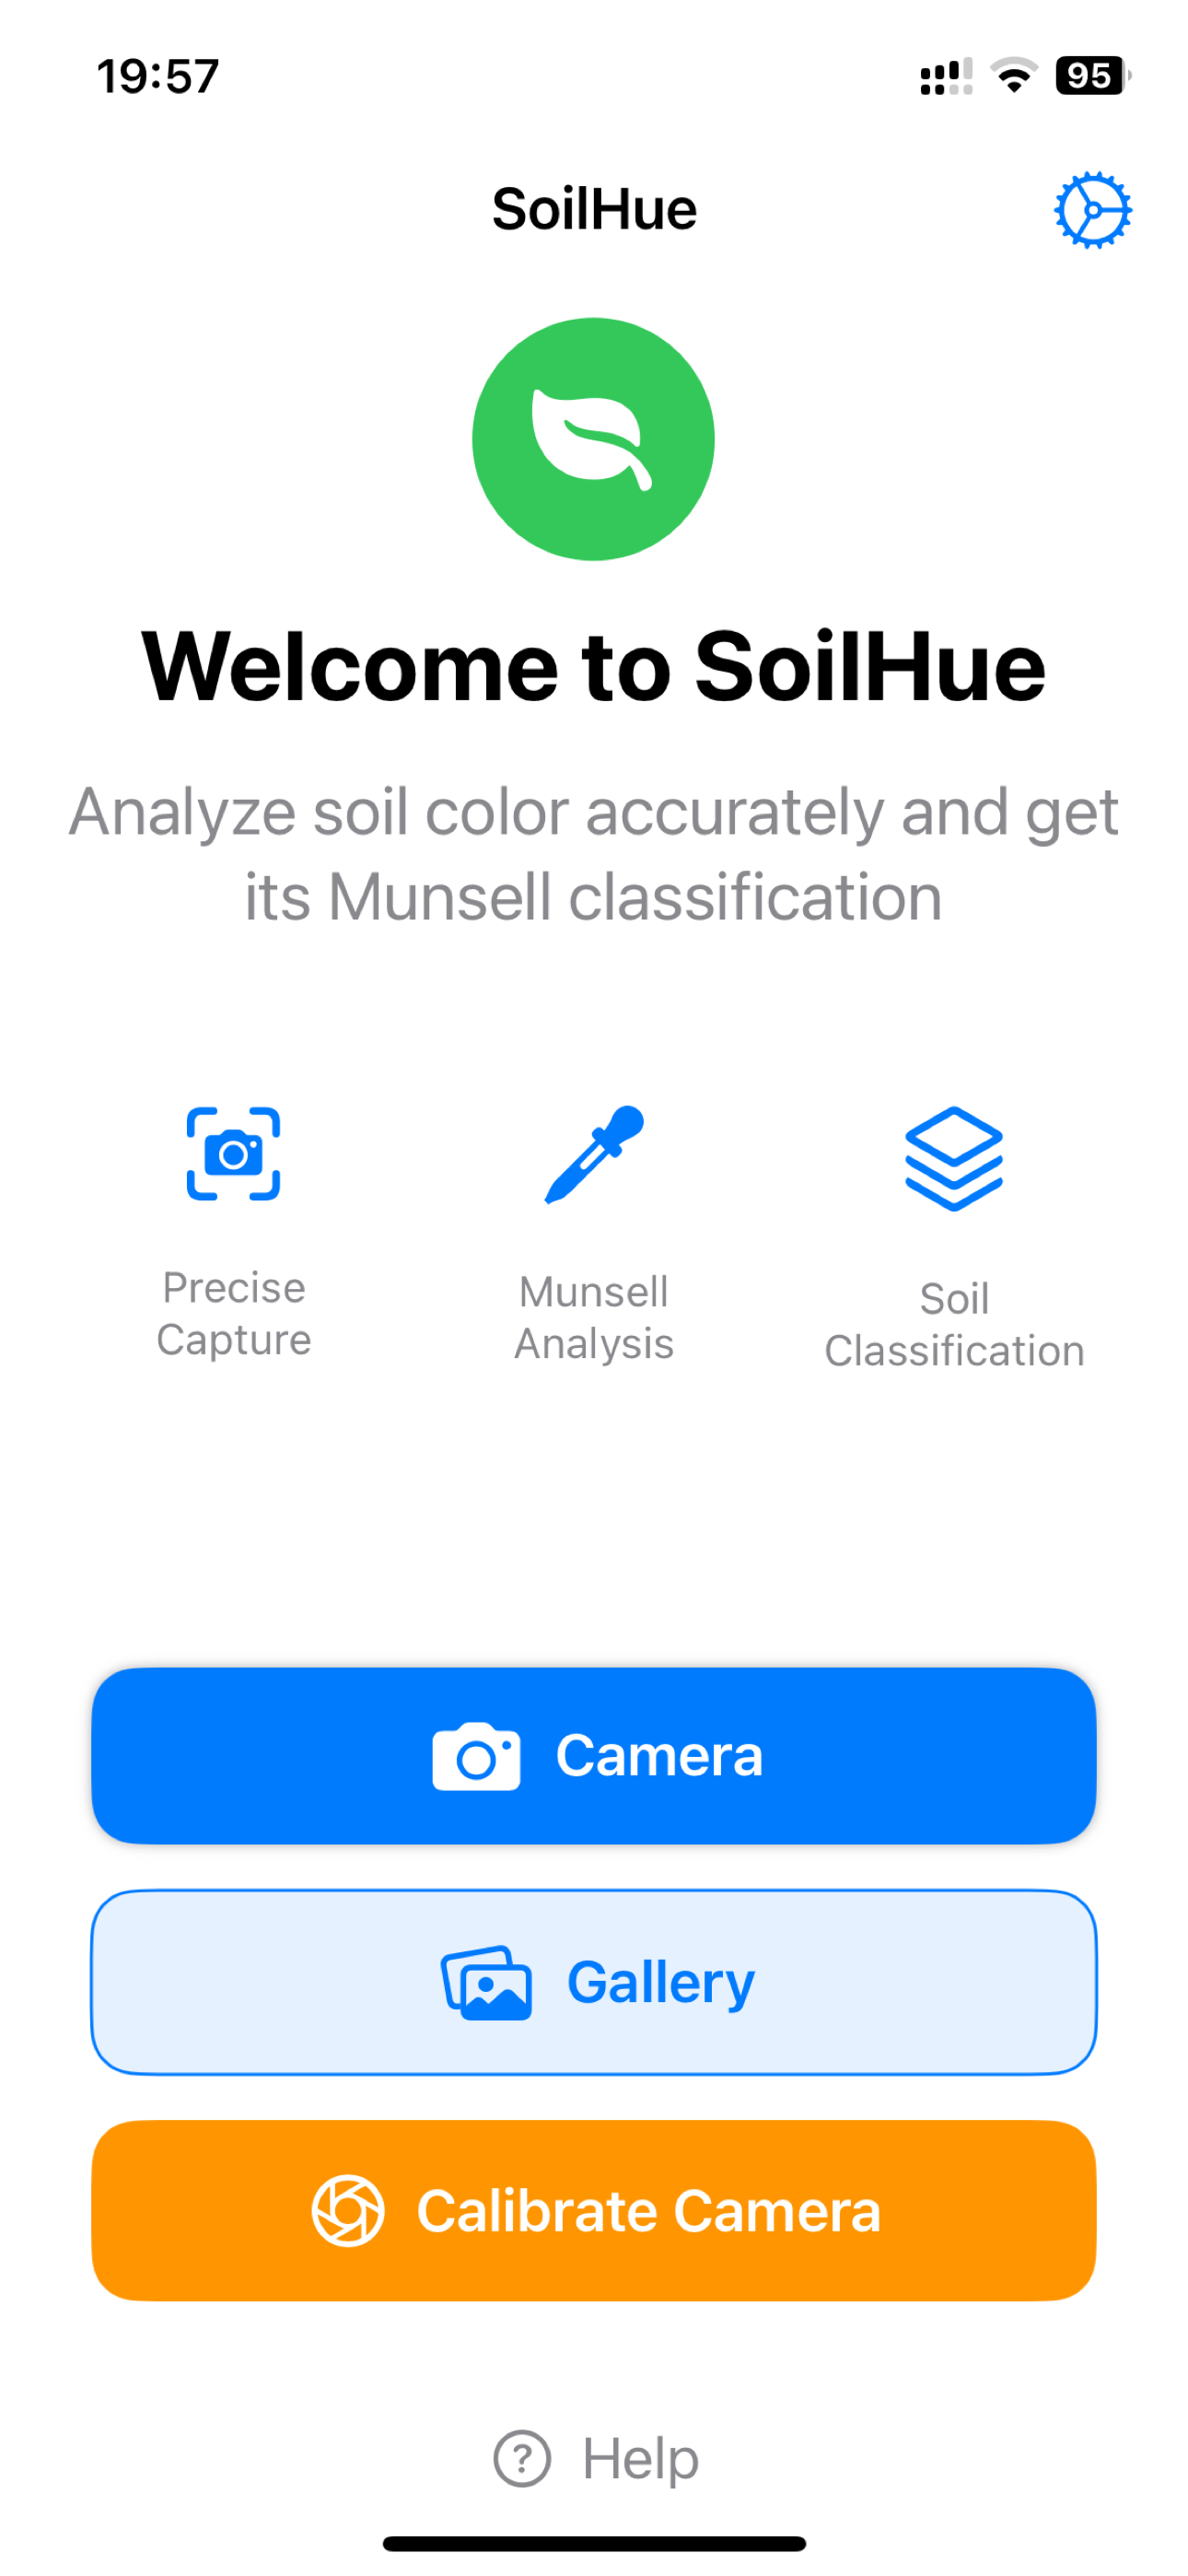 19:57
95
SoilHue
Welcome to SoilHue
Analyze soil color accurately and get
its Munsell classification
Precise
Capture
Munsell
Analysis
Soil
Classification
Camera
Gallery
Calibrate Camera
? Help